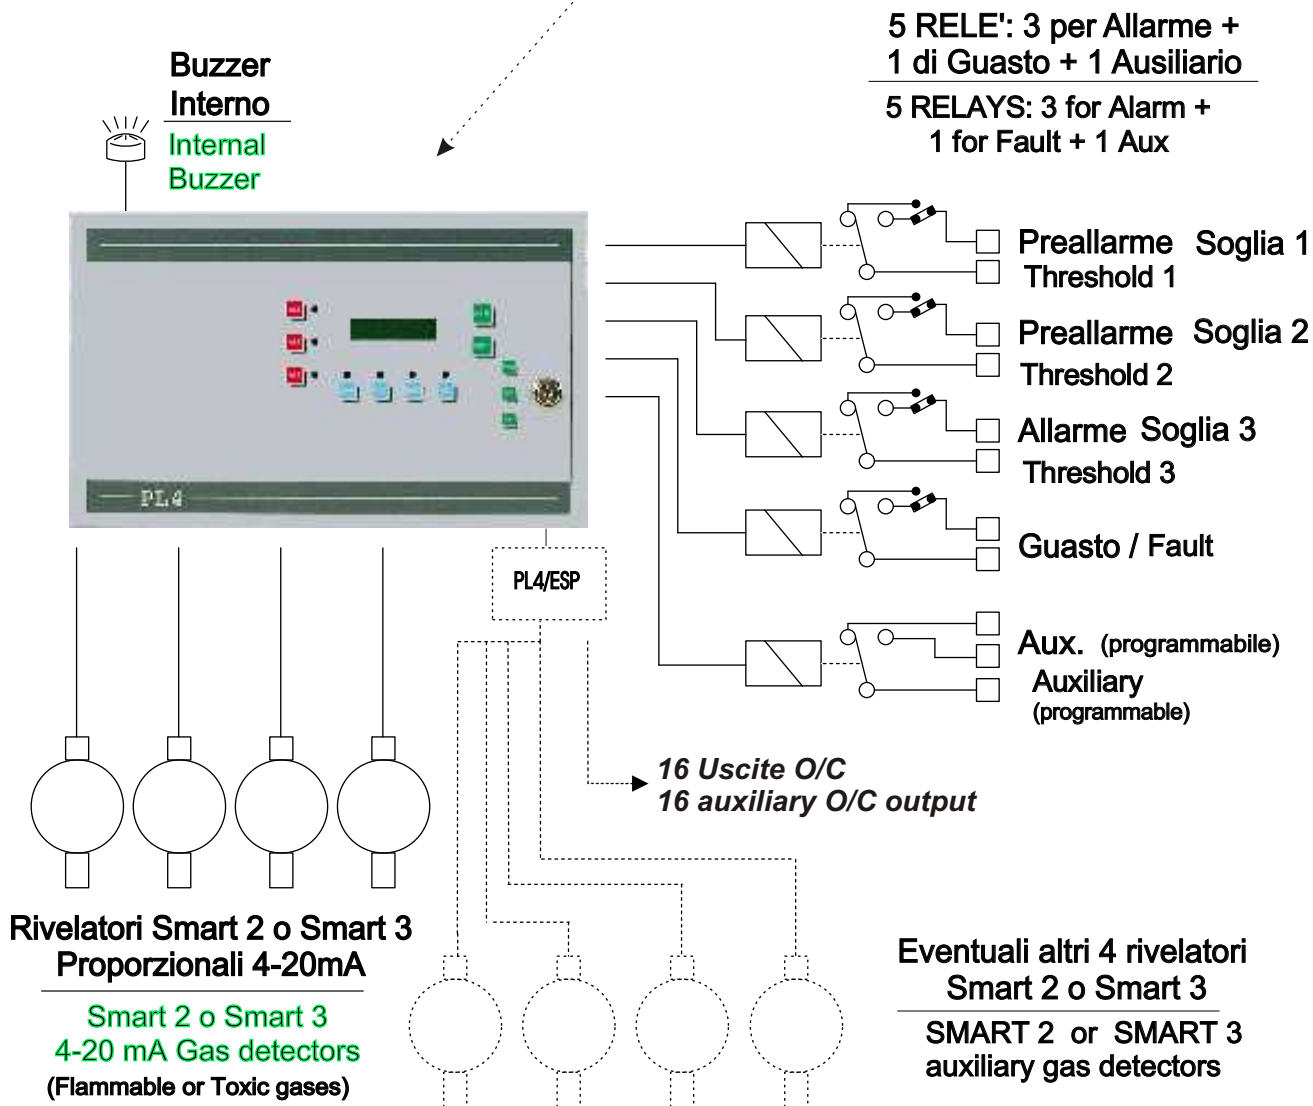 5 RELE': 3 per Allarme +
1 di Guasto + 1 Ausiliario
5 RELAYS: 3 for Alarm +
1 for Fault + 1 Aux
Buzzer
Interno
Internal
Buzzer
Preallarme Soglia 1
Threshold 1
Preallarme Soglia 2
Threshold 2
Allarme Soglia 3
Threshold 3
PL4
Guasto / Fault
PL4/ESP
Aux. (programmabile)
Auxiliary
(programmable)
16 Uscite O/C
16 auxiliary O/C output
Rivelatori Smart 2 o Smart 3
Proporzionali 4-20mA
Smart 2 o Smart 3
4-20 mA Gas detectors
(Flammable or Toxic gases)
Eventuali altri 4 rivelatori
Smart 2 o Smart 3
SMART 2 or SMART 3
auxiliary gas detectors